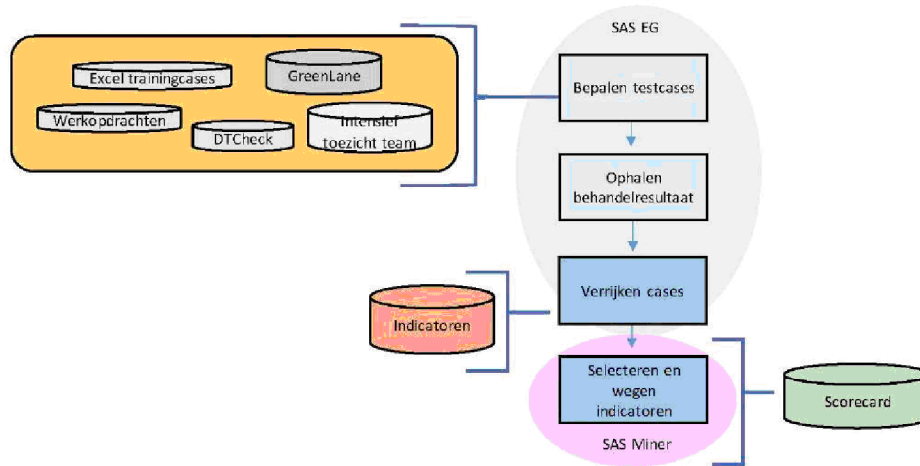 SAS EG
Excel trainingcases
GreenLane
Werkopdrachten
DTCheck
Intensief
toezicht team
Bepalen testcases
Ophalen
behandelresultaat
Verrijken cases
Indicatoren
Selecteren en
wegen
indicatoren
SAS Miner
Scorecard